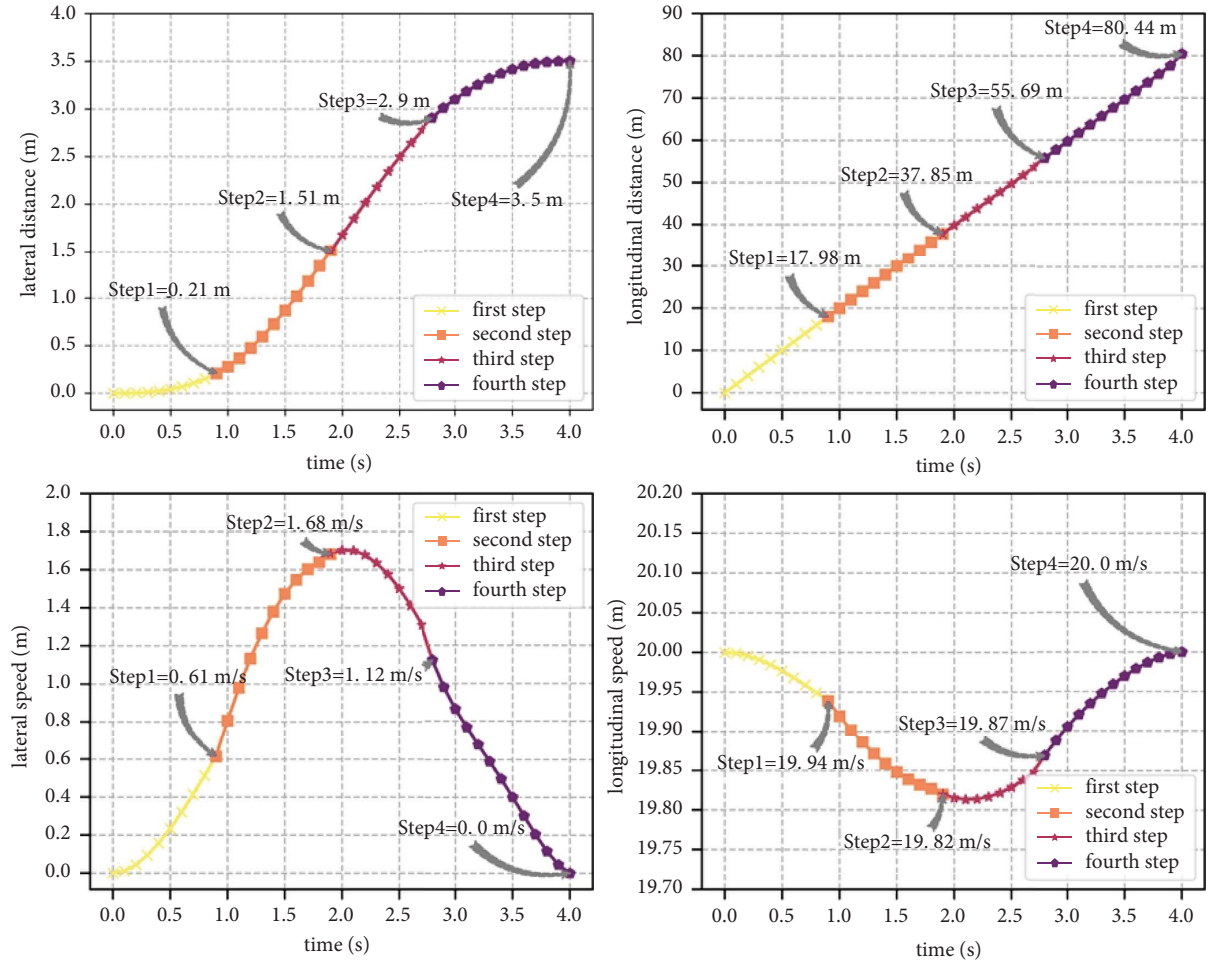 4.0
3.5
3.0
2.5
2.0
1.5
1.0
0.5
0.0
lateral distance (m)
Step3=2. 9 m
Step2=1. 51 m
Step4=3. 5 m
Step1=0. 21 m
first step
second step
third step
fourth step
0.0 0.5 1.0 1.5 2.0 2.5 3.0 3.5 4.0
time (s)
90
80
70
60
50
40
30
20
10
0
longitudinal distance (m)
Step4=80. 44 m
Step3=55. 69 m
Step2=37. 85 m
Step1=17. 98 m
first step
second step
third step
fourth step
0.0 0.5 1.0 1.5 2.0 2.5 3.0 3.5 4.0
time (s)
2.0
1.8
1.6
1.4
1.2
1.0
0.8
0.6
0.4
0.2
0.0
lateral speed (m)
Step2=1. 68 m/s
first step
second step
third step
fourth step
Step1=0. 61 m/s
Step3=1. 12 m/s
Step4=0. 0 m/s
0.0 0.5 1.0 1.5 2.0 2.5 3.0 3.5 4.0
time (s)
20.20
20.15
20.10
20.05
20.00
19.95
19.90
19.85
19.80
19.75
19.70
longitudinal speed (m)
Step4=20. 0 m/s
Step3=19. 87 m/s
Step1=19. 94 m/s
Step2=19. 82 m/s
first step
second step
third step
fourth step
0.0 0.5 1.0 1.5 2.0 2.5 3.0 3.5 4.0
time (s)